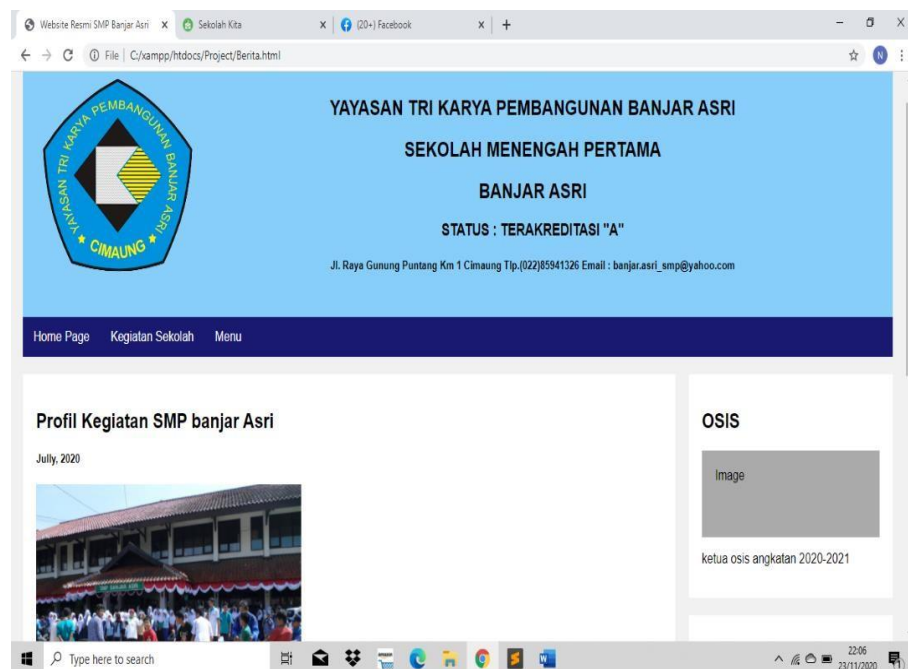 Website Resmi SMP Banjar Asri
Sekolah Kita
(20+) Facebook
File | C:/xampp/htdocs/Project/Berita.html
N
YAYASAN TRI KARYA PEMBANGUNAN BANJAR ASRI
CIMAUNG
YAYASAN TRI KARYA PEMBANGUNAN BANJAR ASRI
SEKOLAH MENENGAH PERTAMA
BANJAR ASRI
STATUS : TERAKREDITASI "A"
Jl. Raya Gunung Puntang Km 1 Cimaung Tlp.(022)85941326 Email : banjar.asri_smp@yahoo.com
Home Page Kegiatan Sekolah Menu
Profil Kegiatan SMP banjar Asri
Jully, 2020
SMP BANJAR ASRI
OSIS
Image
ketua osis angkatan 2020-2021
Type here to search
22:06
23/11/2020